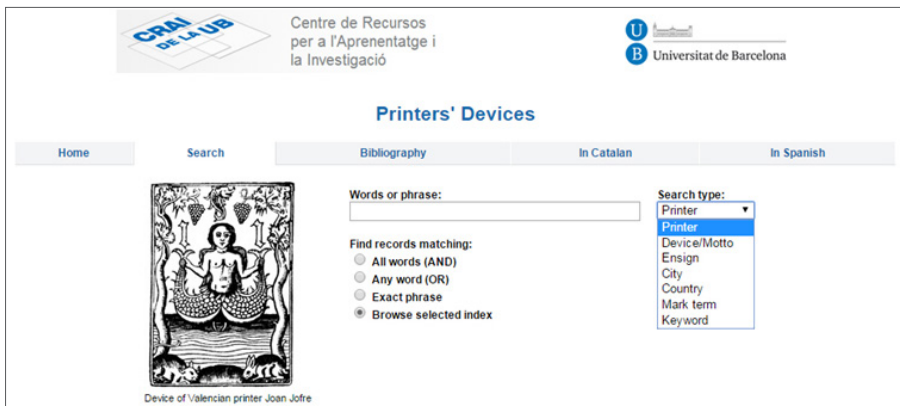 CRAI
DE LA UB
Centre de Recursos
per a l'Aprenentatge i
la Investigació
U
B Universitat de Barcelona
Printers' Devices
Home Search Bibliography In Catalan In Spanish
Words or phrase: Search type:
Printer
Printer
Device/Motto
Ensign
City
Country
Mark term
Keyword
Find records matching:
All words (AND)
Any word (OR)
Exact phrase
Browse selected index
I I
Device of Valencian printer Joan Jofre